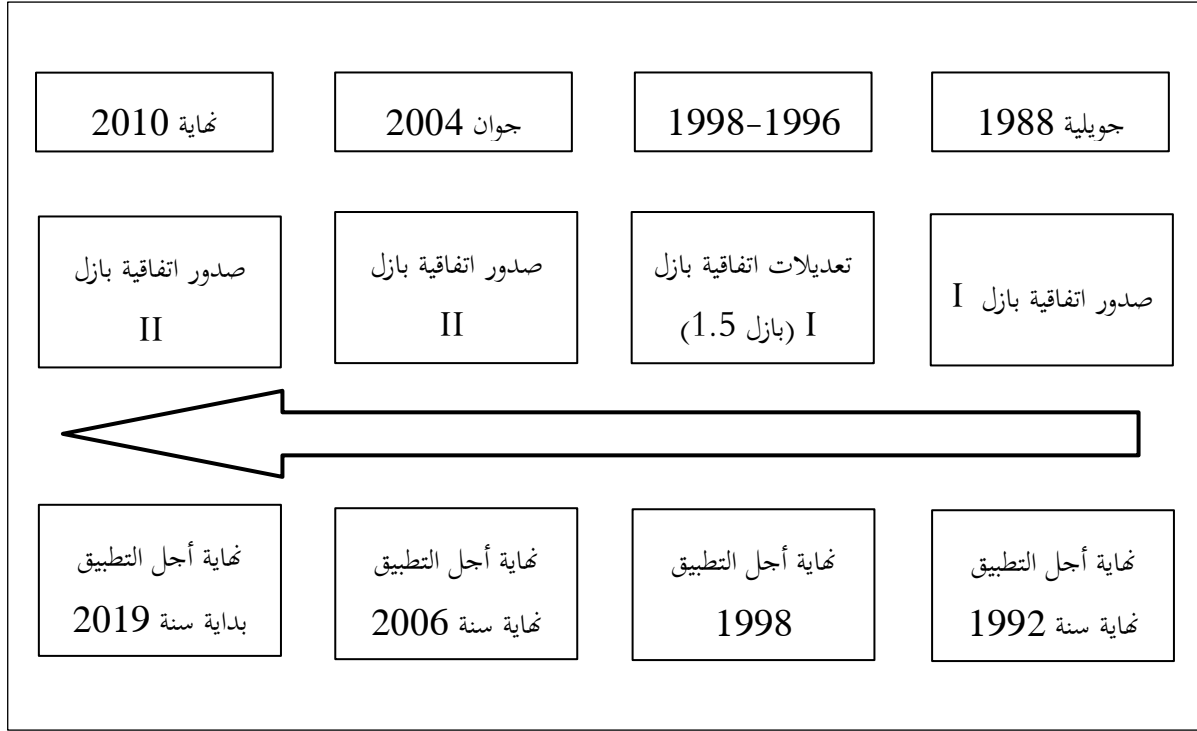 جويلية 1988
1996-1998
جوان 2004
نهاية 2010
صدور اتفاقية بازل I
تعديلات اتفاقية بازل
I (بازل 1.5)
صدور اتفاقية بازل
II
صدور اتفاقية بازل
II
نهاية أجل التطبيق
نهاية سنة 1992
نهاية أجل التطبيق
1998
نهاية أجل التطبيق
نهاية سنة 2006
نهاية أجل التطبيق
بداية سنة 2019